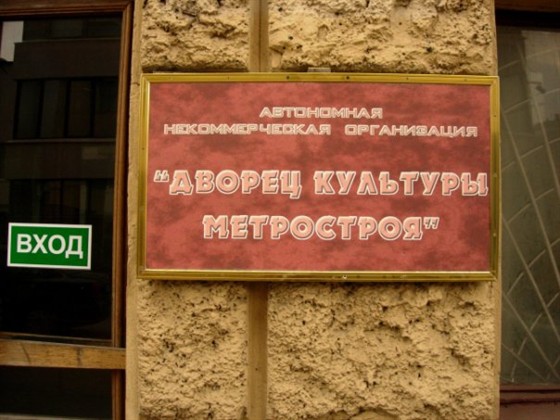 АВТОНОМНАЯ
НЕКОММЕРЧЕСКАЯ ОРГАНИЗАЦИЯ
"ДВОРЕЦ КУЛЬТУРЫ
МЕТРОСТРОЯ"
ВХОД